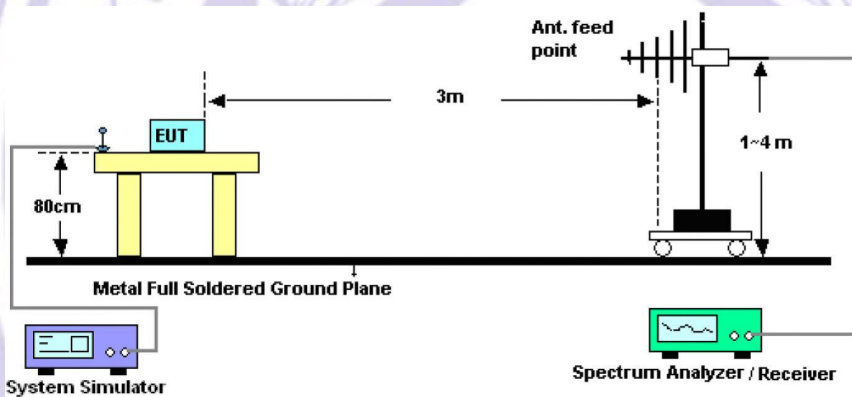 Ant. feed
point
3m
EUT
1~4 m
80cm
Metal Full Soldered Ground Plane
System Simulator
Spectrum Analyzer / Receiver